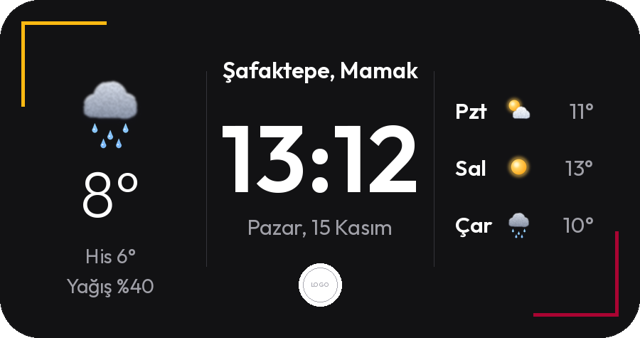 8°
His 6°
Yağış %40
Şafaktepe, Mamak
13:12
Pazar, 15 Kasım
LOGO
Pzt 11°
Sal 13°
Çar 10°